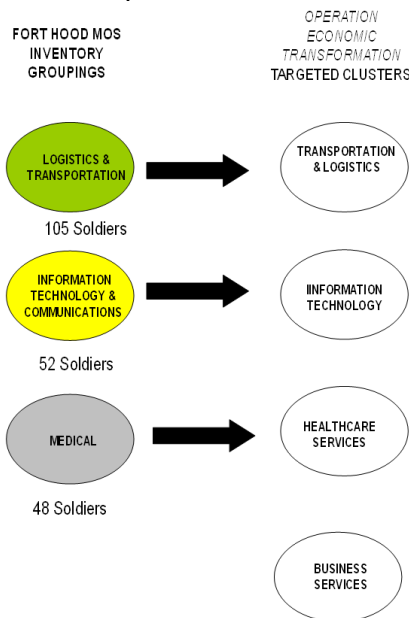 FORT HOOD MOS
INVENTORY
GROUPINGS
OPERATION
ECONOMIC
TRANSFORMATION
TARGETED CLUSTERS
LOGISTICS &
TRANSPORTATION
TRANSPORTATION
& LOGISTICS
105 Soldiers
INFORMATION
TECHNOLOGY &
COMMUNICATIONS
IINFORMATION
TECHNOLOGY
52 Soldiers
MEDICAL
HEALTHCARE
SERVICES
48 Soldiers
BUSINESS
SERVICES